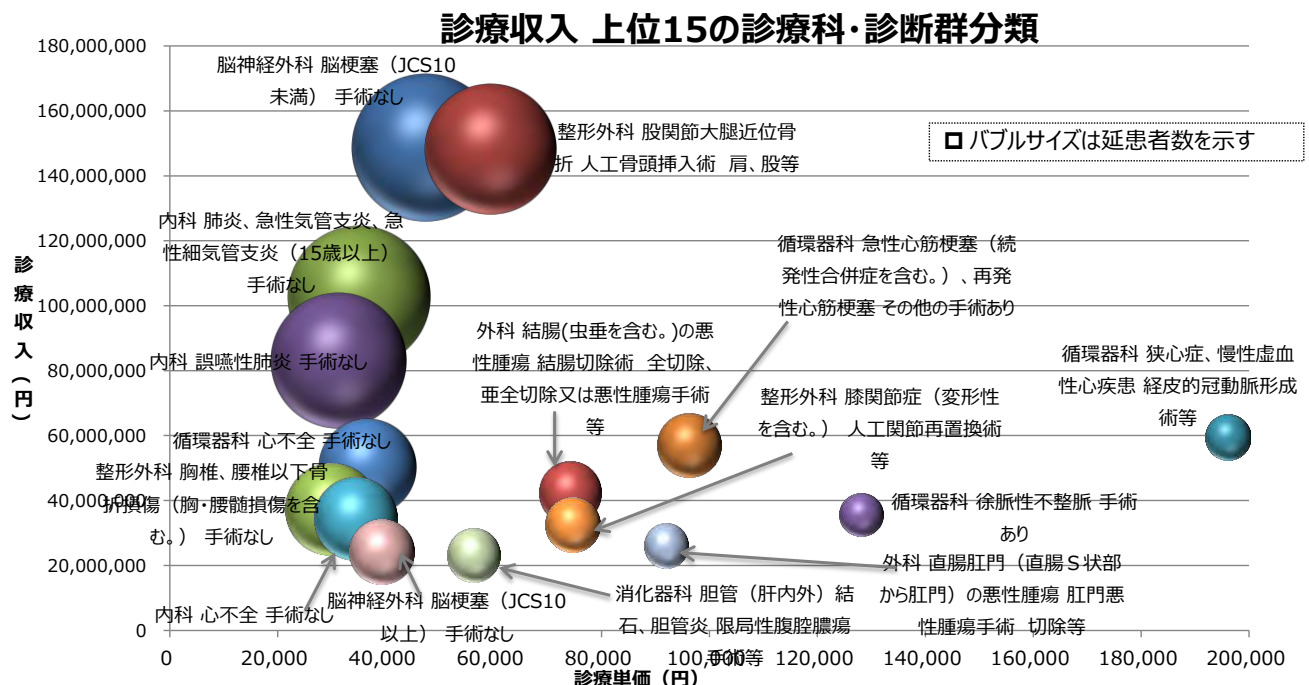 診療収入 上位15の診療科・診断群分類
180,000,000
160,000,000
140,000,000
120,000,000
100,000,000
80,000,000
60,000,000
40,000,000
20,000,000
0
診療収入（円）
脳神経外科 脳梗塞（JCS10
未満） 手術なし
整形外科 股関節大腿近位骨
折 人工骨頭挿入術 肩、股等
バブルサイズは延患者数を示す
内科 肺炎、急性気管支炎、急
性細気管支炎（15歳以上）
手術なし
内科 誤嚥性肺炎 手術なし
循環器科 急性心筋梗塞（続
発性合併症を含む。）、再発
性心筋梗塞 その他の手術あり
外科 結腸(虫垂を含む。)の悪
性腫瘍 結腸切除術 全切除、
亜全切除又は悪性腫瘍手術
等
整形外科 膝関節症（変形性
を含む。） 人工関節再置換術
等
循環器科 狭心症、慢性虚血
性心疾患 経皮的冠動脈形成
術等
循環器科 心不全 手術なし
整形外科 胸椎、腰椎以下骨
折損傷（胸・腰髄損傷を含
む。） 手術なし
循環器科 徐脈性不整脈 手術
あり
内科 心不全 手術なし
脳神経外科 脳梗塞（JCS10
以上） 手術なし
消化器科 胆管（肝内外）結
石、胆管炎 限局性腹腔膿瘍
手術等
外科 直腸肛門（直腸Ｓ状部
から肛門）の悪性腫瘍 肛門悪
性腫瘍手術 切除等
0
20,000
40,000
60,000
80,000
100,000
120,000
140,000
160,000
180,000
200,000
診療単価（円）